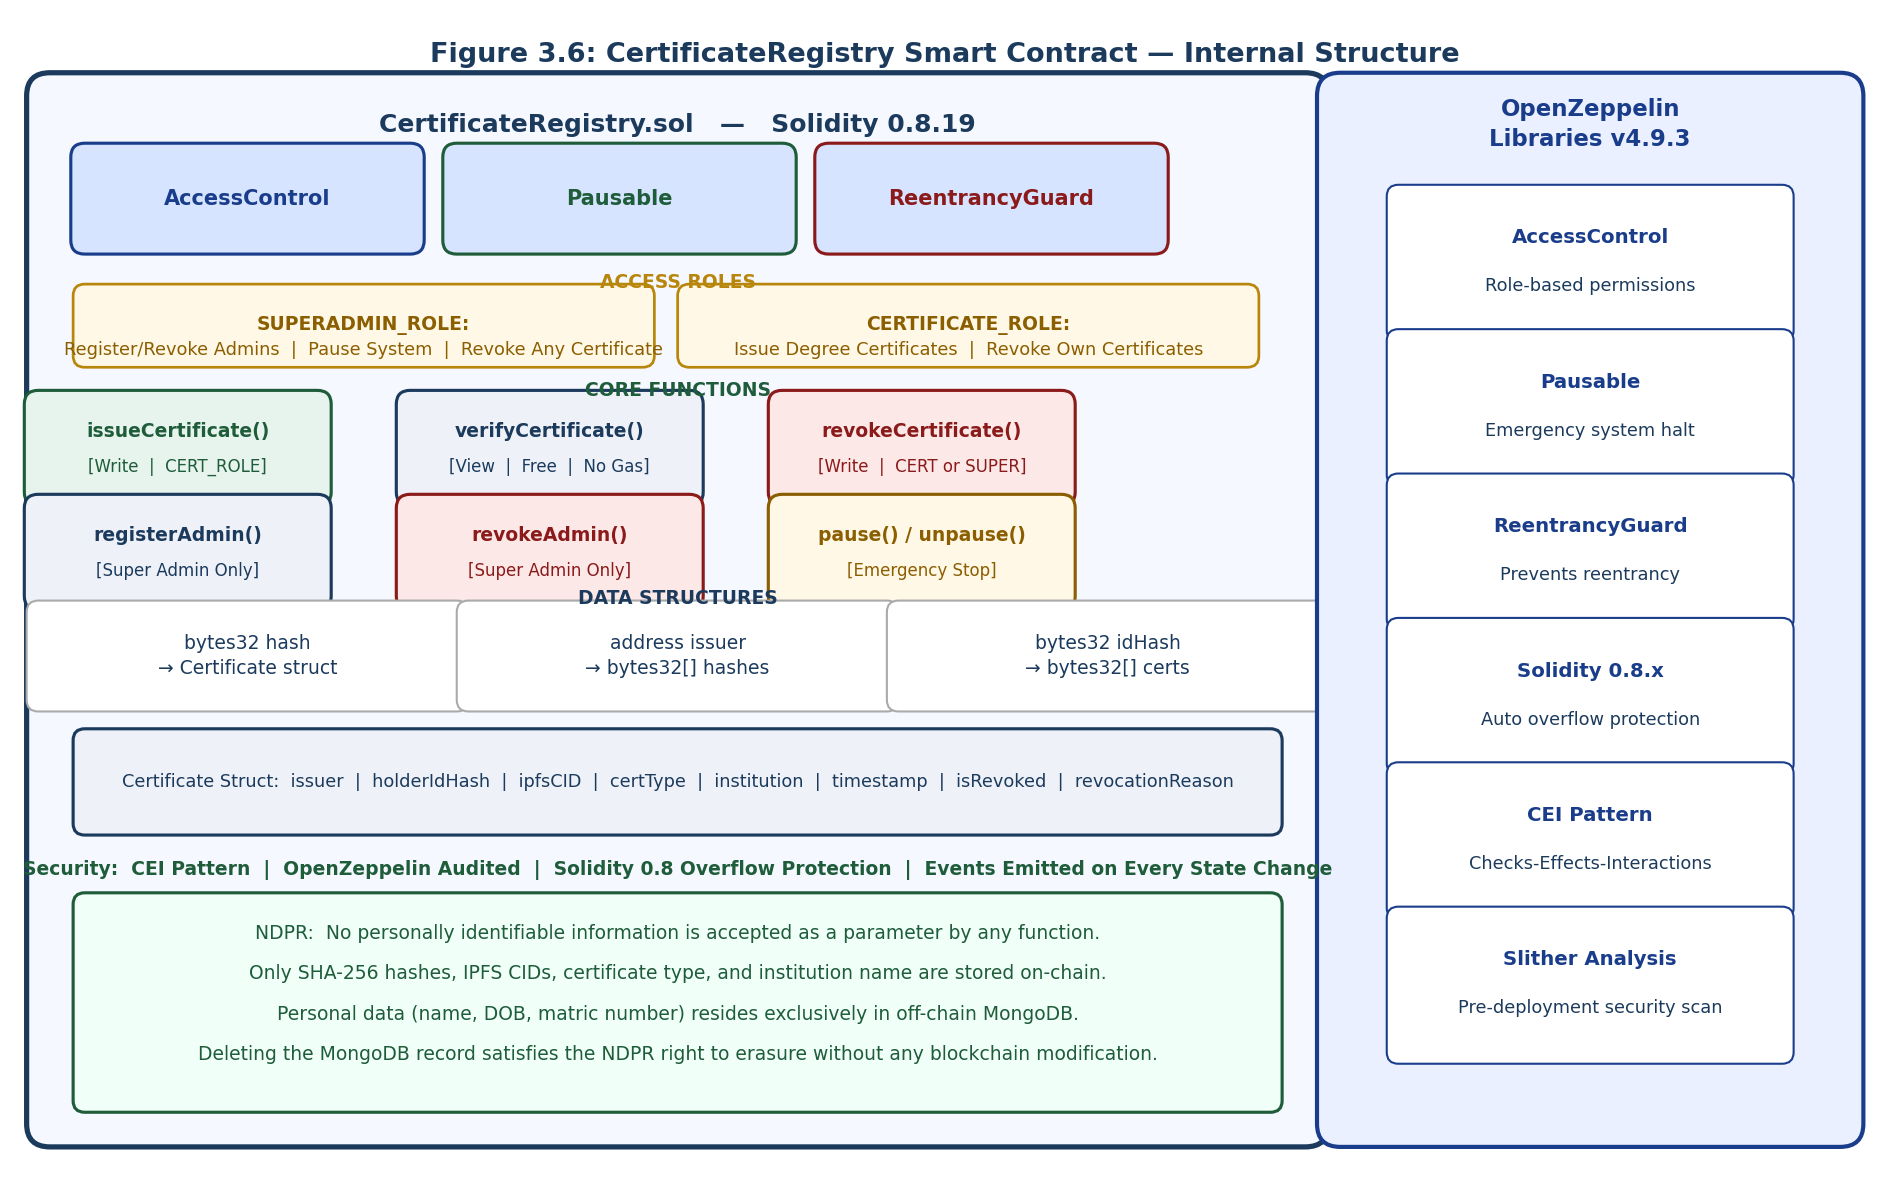 Figure 3.6: CertificateRegistry Smart Contract — Internal Structure
CertificateRegistry.sol — Solidity 0.8.19
AccessControl
Pausable
ReentrancyGuard
ACCESS ROLES
SUPERADMIN_ROLE:
Register/Revoke Admins | Pause System | Revoke Any Certificate
CERTIFICATE_ROLE:
Issue Degree Certificates | Revoke Own Certificates
CORE FUNCTIONS
issueCertificate()
[Write | CERT_ROLE]
verifyCertificate()
[View | Free | No Gas]
revokeCertificate()
[Write | CERT or SUPER]
registerAdmin()
[Super Admin Only]
revokeAdmin()
[Super Admin Only]
pause() / unpause()
[Emergency Stop]
DATA STRUCTURES
bytes32 hash
→ Certificate struct
address issuer
→ bytes32[] hashes
bytes32 idHash
→ bytes32[] certs
Certificate Struct: issuer | holderIdHash | ipfsCID | certType | institution | timestamp | isRevoked | revocationReason
Security: CEI Pattern | OpenZeppelin Audited | Solidity 0.8 Overflow Protection | Events Emitted on Every State Change
NDPR: No personally identifiable information is accepted as a parameter by any function.
Only SHA-256 hashes, IPFS CIDs, certificate type, and institution name are stored on-chain.
Personal data (name, DOB, matric number) resides exclusively in off-chain MongoDB.
Deleting the MongoDB record satisfies the NDPR right to erasure without any blockchain modification.
OpenZeppelin
Libraries v4.9.3
AccessControl
Role-based permissions
Pausable
Emergency system halt
ReentrancyGuard
Prevents reentrancy
Solidity 0.8.x
Auto overflow protection
CEI Pattern
Checks-Effects-Interactions
Slither Analysis
Pre-deployment security scan